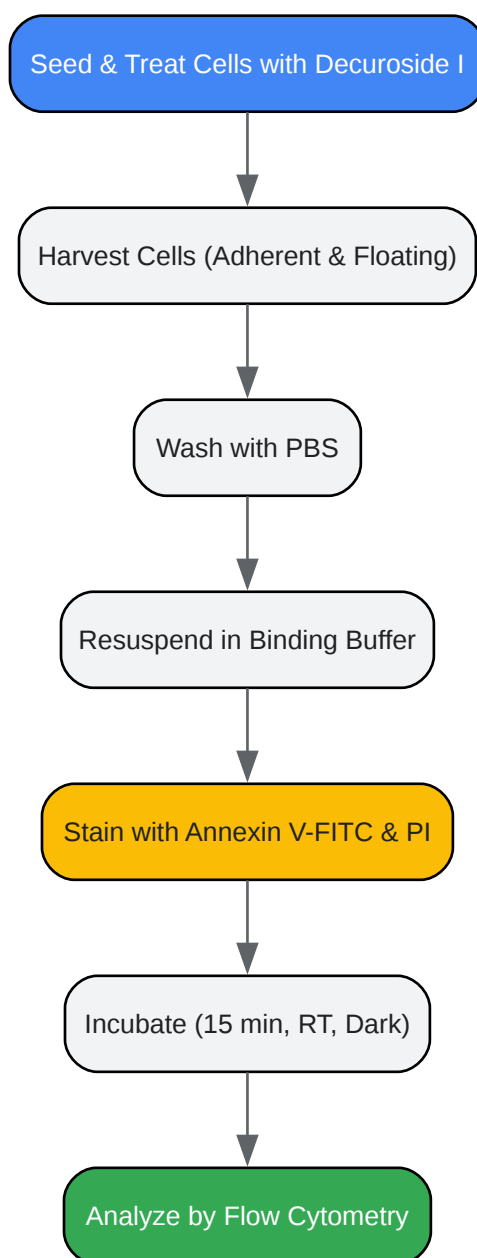 Seed & Treat Cells with Decuroside I
Harvest Cells (Adherent & Floating)
Wash with PBS
Resuspend in Binding Buffer
Stain with Annexin V-FITC & PI
Incubate (15 min, RT, Dark)
Analyze by Flow Cytometry